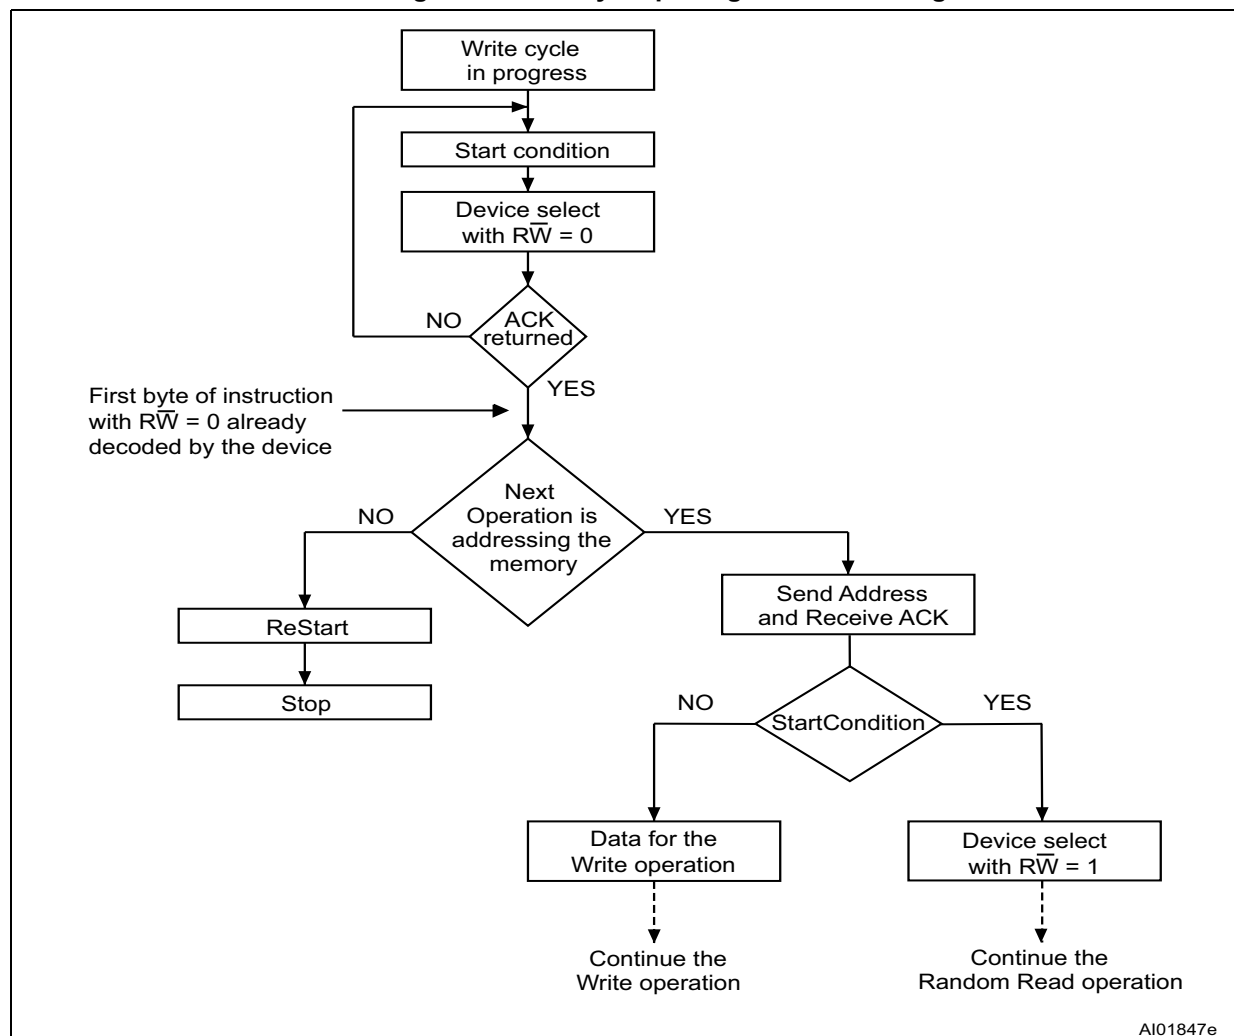 Write cycle
in progress
Start condition
Device select
with RW̅ = 0
NO
ACK
returned
YES
First byte of instruction
with RW̅ = 0 already
decoded by the device
NO
Next
Operation is
addressing the
memory
YES
Send Address
and Receive ACK
ReStart
Stop
NO
StartCondition
YES
Data for the
Write operation
Device select
with RW̅ = 1
Continue the
Write operation
Continue the
Random Read operation
AI01847e